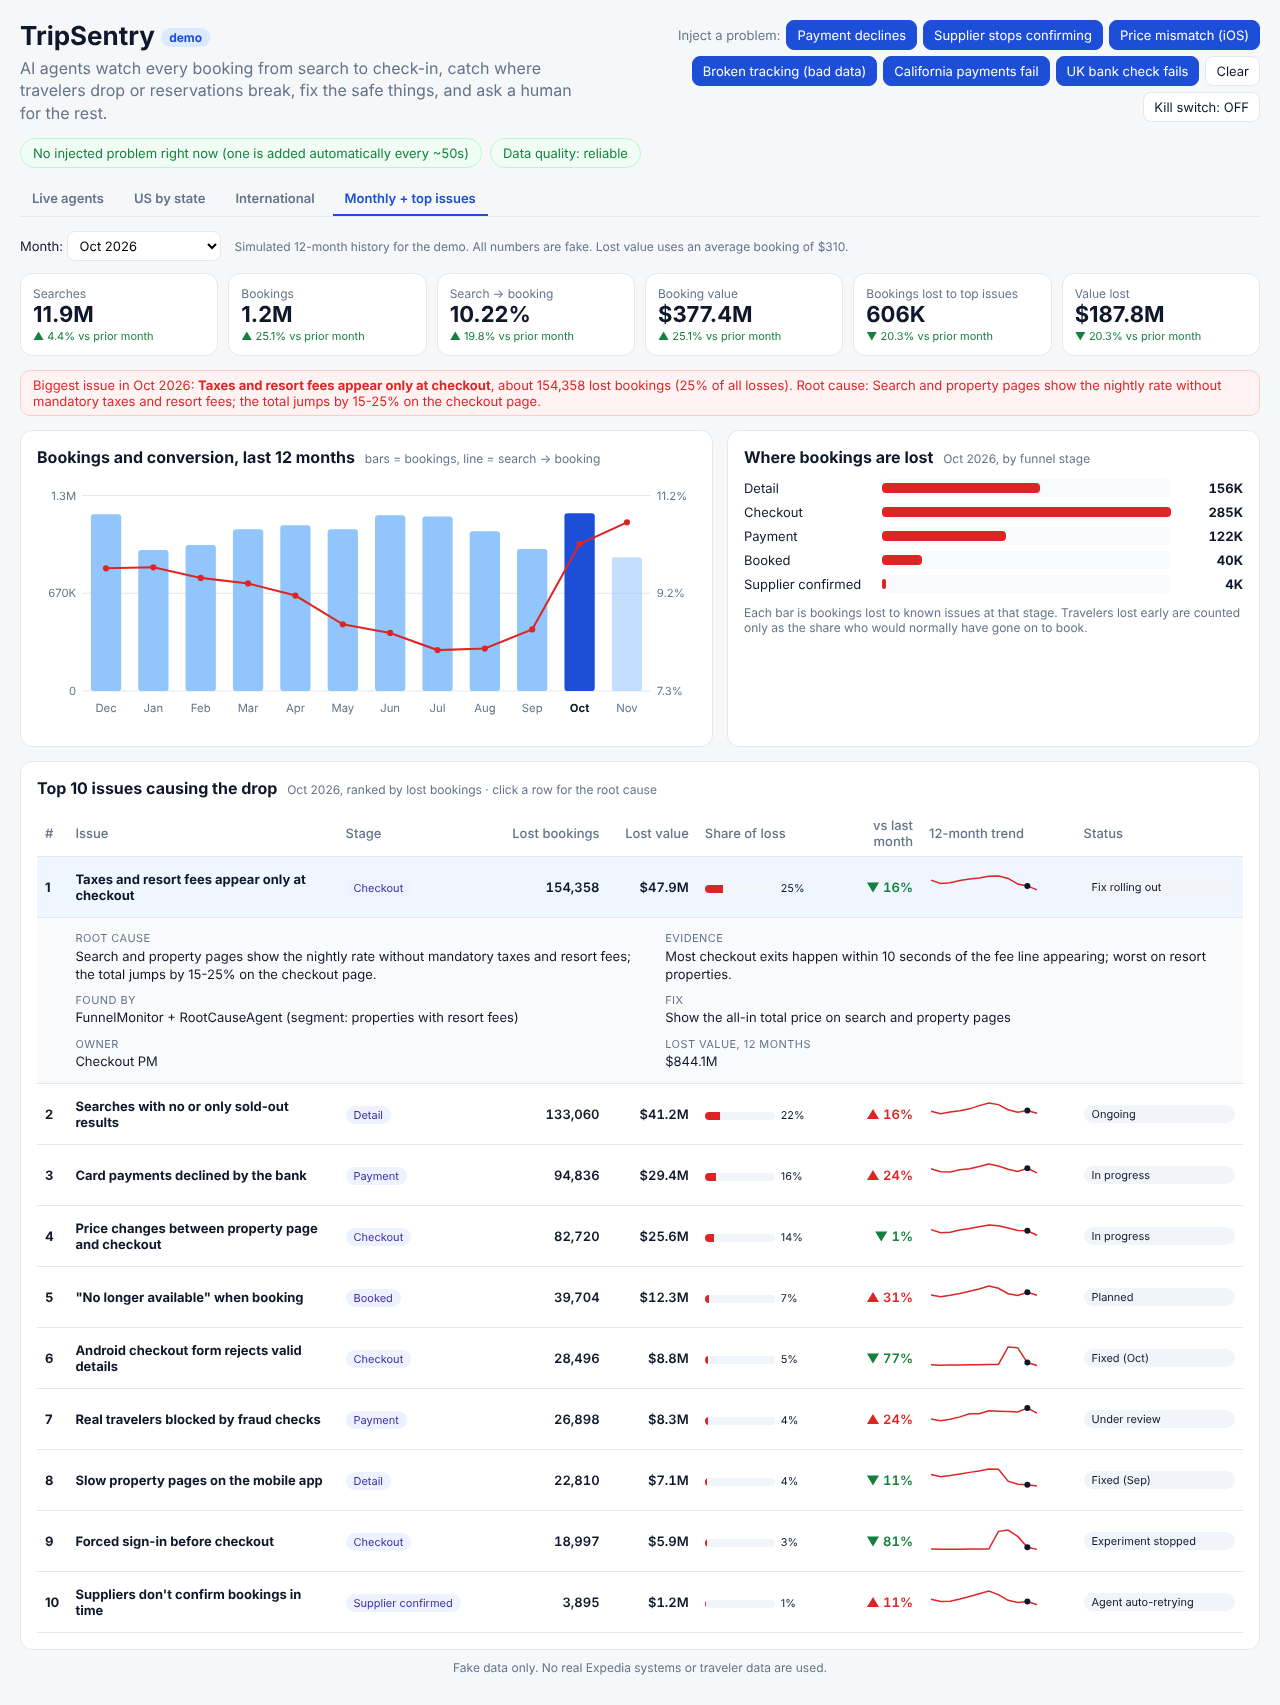 TripSentry demo
AI agents watch every booking from search to check-in, catch where
travelers drop or reservations break, fix the safe things, and ask a human
for the rest.
Inject a problem: Payment declines Supplier stops confirming Price mismatch (iOS)
Broken tracking (bad data) California payments fail UK bank check fails Clear
Kill switch: OFF
No injected problem right now (one is added automatically every ~50s) Data quality: reliable
Live agents US by state International Monthly + top issues
Month: Oct 2026 Simulated 12-month history for the demo. All numbers are fake. Lost value uses an average booking of $310.
Searches
11.9M
▲ 4.4% vs prior month
Bookings
1.2M
▲ 25.1% vs prior month
Search → booking
10.22%
▲ 19.8% vs prior month
Booking value
$377.4M
▲ 25.1% vs prior month
Bookings lost to top issues
606K
▼ 20.3% vs prior month
Value lost
$187.8M
▼ 20.3% vs prior month
Biggest issue in Oct 2026: Taxes and resort fees appear only at checkout, about 154,358 lost bookings (25% of all losses). Root cause: Search and property pages show the nightly rate without
mandatory taxes and resort fees; the total jumps by 15-25% on the checkout page.
Bookings and conversion, last 12 months bars = bookings, line = search → booking
1.3M 11.2%
670K 9.2%
0 7.3%
Dec Jan Feb Mar Apr May Jun Jul Aug Sep Oct Nov
Where bookings are lost Oct 2026, by funnel stage
Detail 156K
Checkout 285K
Payment 122K
Booked 40K
Supplier confirmed 4K
Each bar is bookings lost to known issues at that stage. Travelers lost early are counted
only as the share who would normally have gone on to book.
Top 10 issues causing the drop Oct 2026, ranked by lost bookings · click a row for the root cause
# Issue Stage Lost bookings Lost value Share of loss vs last month 12-month trend Status
1 Taxes and resort fees appear only at checkout Checkout 154,358 $47.9M 25% ▼ 16% Fix rolling out
ROOT CAUSE
Search and property pages show the nightly rate without mandatory taxes and resort fees;
the total jumps by 15-25% on the checkout page.
EVIDENCE
Most checkout exits happen within 10 seconds of the fee line appearing; worst on resort
properties.
FOUND BY
FunnelMonitor + RootCauseAgent (segment: properties with resort fees)
FIX
Show the all-in total price on search and property pages
OWNER
Checkout PM
LOST VALUE, 12 MONTHS
$844.1M
2 Searches with no or only sold-out results Detail 133,060 $41.2M 22% ▲ 16% Ongoing
3 Card payments declined by the bank Payment 94,836 $29.4M 16% ▲ 24% In progress
4 Price changes between property page and checkout Checkout 82,720 $25.6M 14% ▼ 1% In progress
5 "No longer available" when booking Booked 39,704 $12.3M 7% ▲ 31% Planned
6 Android checkout form rejects valid details Checkout 28,496 $8.8M 5% ▼ 77% Fixed (Oct)
7 Real travelers blocked by fraud checks Payment 26,898 $8.3M 4% ▲ 24% Under review
8 Slow property pages on the mobile app Detail 22,810 $7.1M 4% ▼ 11% Fixed (Sep)
9 Forced sign-in before checkout Checkout 18,997 $5.9M 3% ▼ 81% Experiment stopped
10 Suppliers don't confirm bookings in time Supplier confirmed 3,895 $1.2M 1% ▲ 11% Agent auto-retrying
Fake data only. No real Expedia systems or traveler data are used.